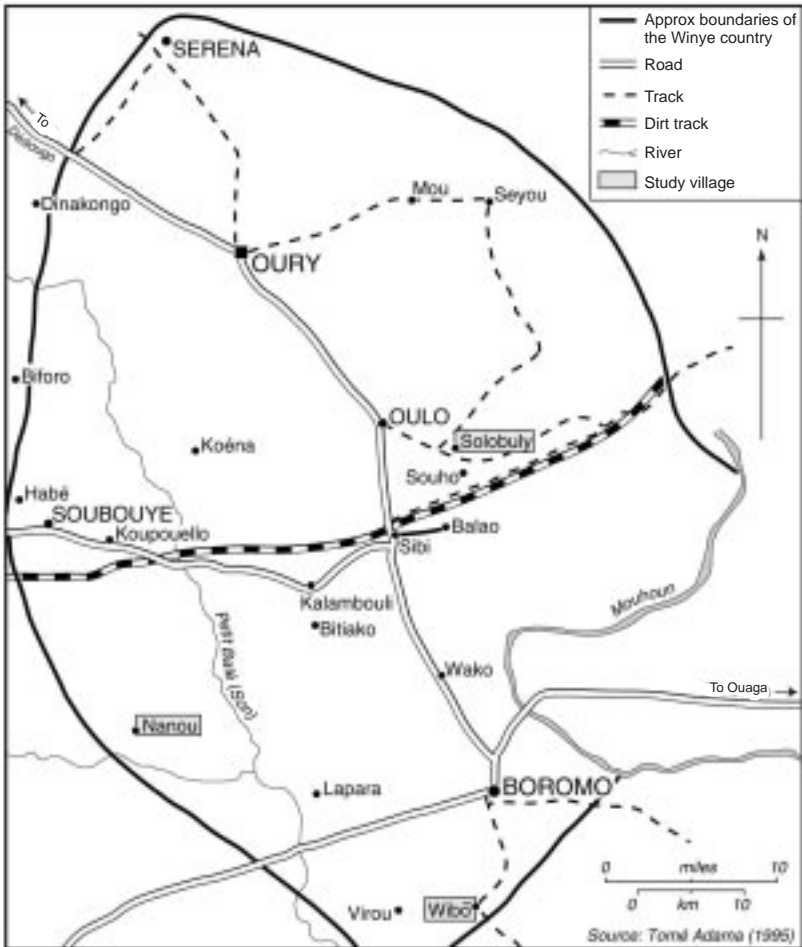 Approx boundaries of
the Winye country
Road
Track
Dirt track
River
Study village
SERENA
To
Dédougo
Dinakongo
Mou
Seyou
N
OURY
Biforo
OULO
Solobuly
Koéna
Souho
Habé
SOUBOUYE
Balao
Koupouello
Sibi
Kalambouli
Mouhoun
Bitiako
Petit Balé (Son)
Wako
To Ouaga
Nanou
BOROMO
Lapara
0 miles 10
0 km 10
Virou
Wibô
Source: Tomé Adama (1995)